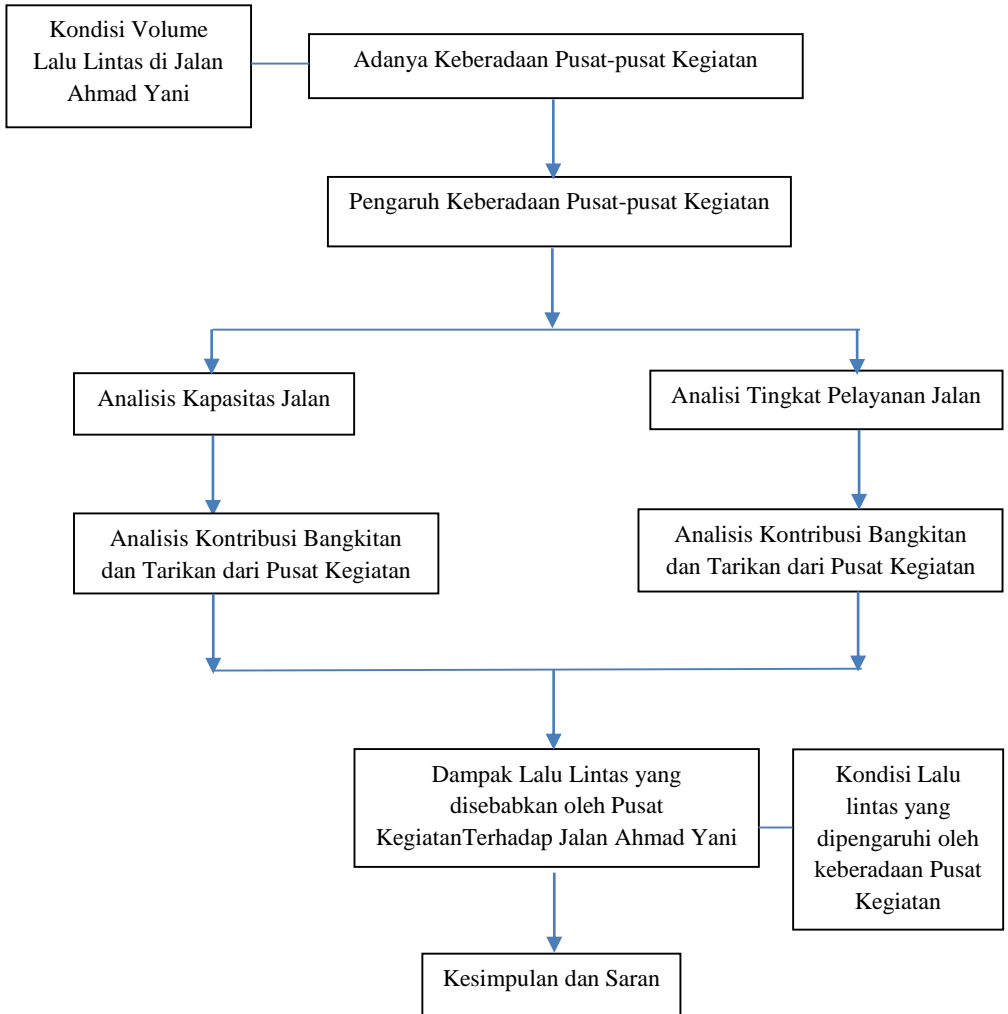 Kondisi Volume
Lalu Lintas di Jalan
Ahmad Yani
Adanya Keberadaan Pusat-pusat Kegiatan
Pengaruh Keberadaan Pusat-pusat Kegiatan
Analisis Kapasitas Jalan
Analisi Tingkat Pelayanan Jalan
Analisis Kontribusi Bangkitan
dan Tarikan dari Pusat Kegiatan
Analisis Kontribusi Bangkitan
dan Tarikan dari Pusat Kegiatan
Dampak Lalu Lintas yang
disebabkan oleh Pusat
KegiatanTerhadap Jalan Ahmad Yani
Kondisi Lalu
lintas yang
dipengaruhi oleh
keberadaan Pusat
Kegiatan
Kesimpulan dan Saran